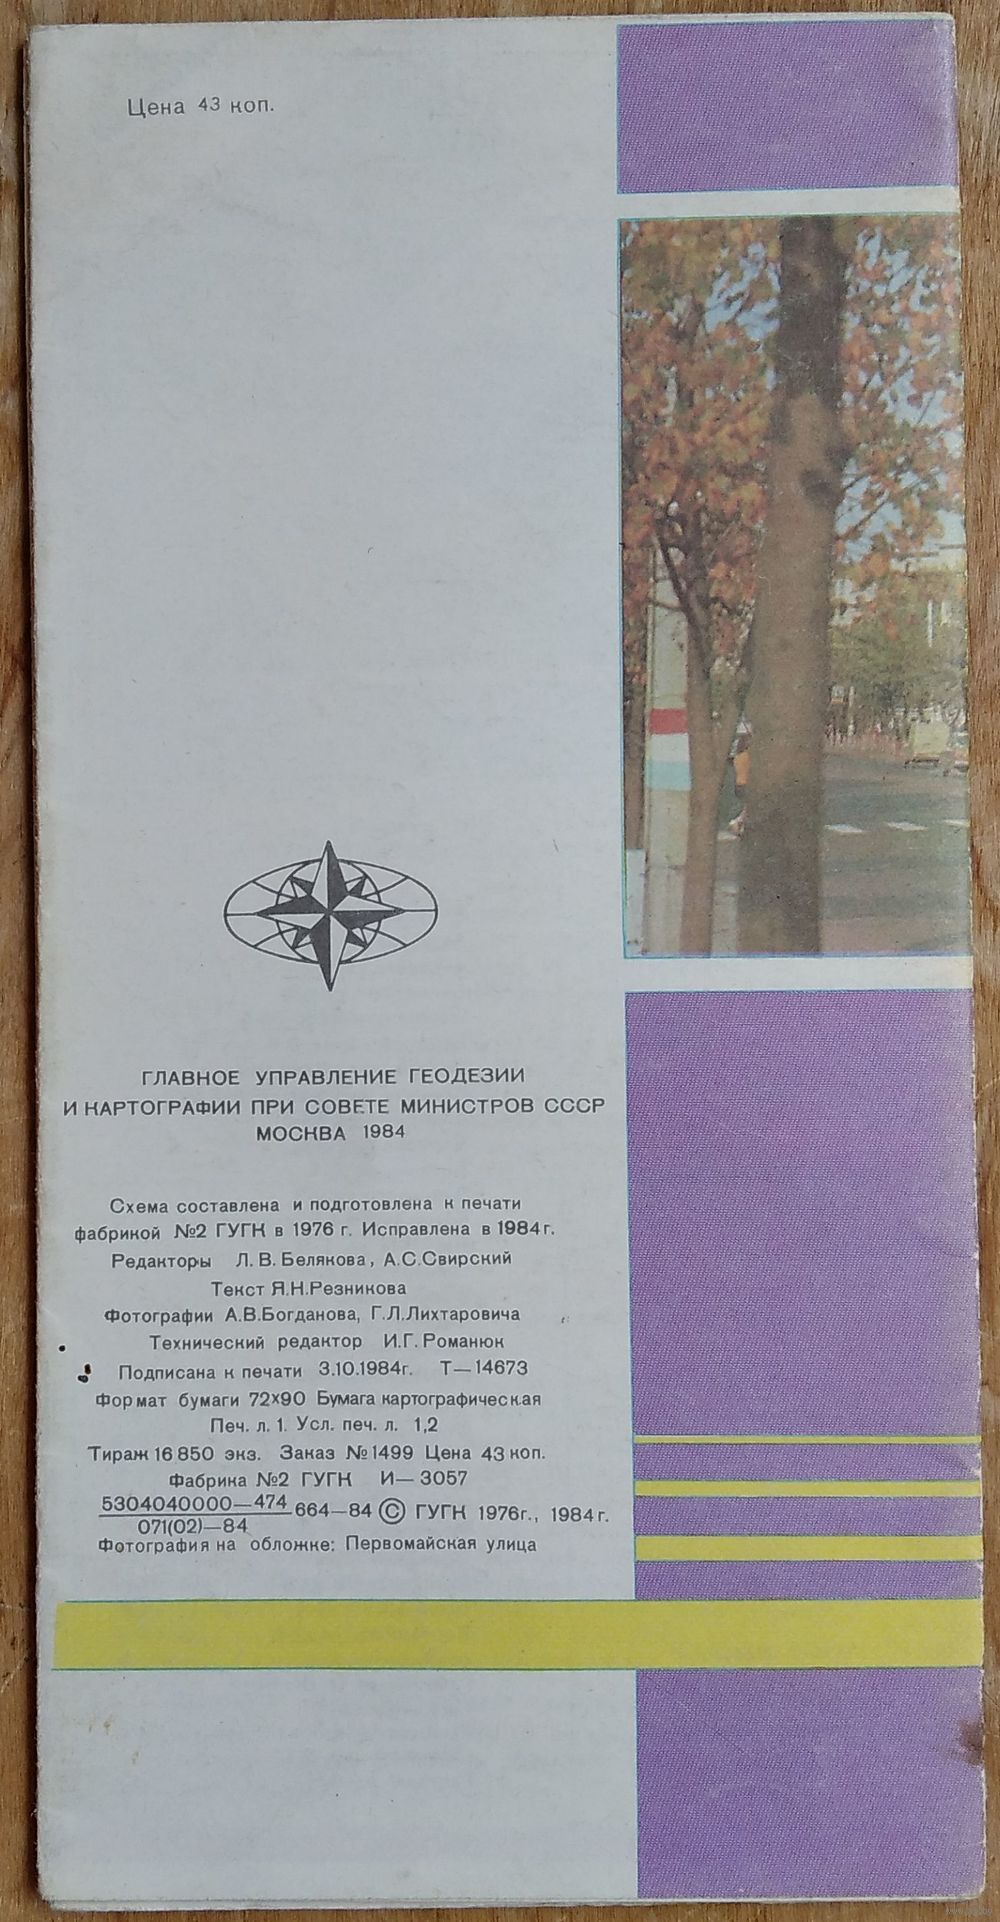 Цена 43 коп.
ГЛАВНОЕ УПРАВЛЕНИЕ ГЕОДЕЗИИ
И КАРТОГРАФИИ ПРИ СОВЕТЕ МИНИСТРОВ СССР
МОСКВА 1984
Схема составлена и подготовлена к печати
фабрикой №2 ГУГК в 1976 г. Исправлена в 1984г.
Редакторы Л.В.Белякова, А.С.Свирский
Текст Я.Н.Резникова
Фотографии А.В.Богданова, Г.Л.Лихтаровича
Технический редактор И.Г.Романюк
Подписана к печати 3.10.1984г. Т—14673
Формат бумаги 72х90 Бумага картографическая
Печ. л. 1. Усл. печ. л. 1,2
Тираж 16 850 экз. Заказ №1499 Цена 43 коп.
Фабрика №2 ГУГК И—3057
5304040000—474
071(02)—84
664—84 © ГУГК 1976г., 1984г.
Фотография на обложке: Первомайская улица